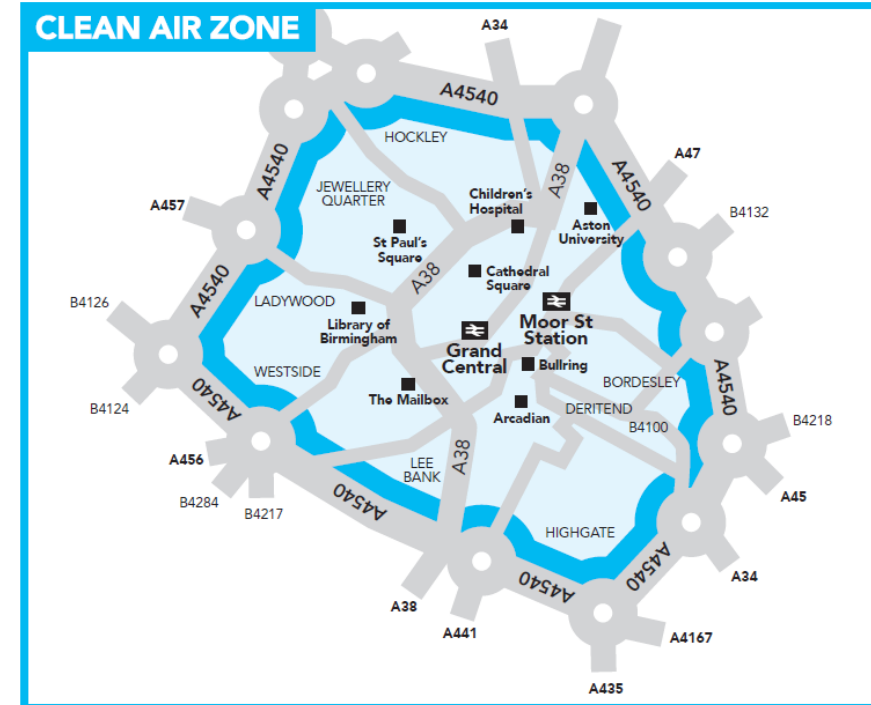 CLEAN AIR ZONE
A34
A4540
HOCKLEY
A47
A4540
A4540
A38
JEWELLERY
QUARTER
Children's
Hospital
A457
B4132
St Paul's
Square
Aston
University
A38
Cathedral
Square
A4540
B4126
LADYWOOD
Library of
Birmingham
Moor St
Station
Grand
Central
Bullring
WESTSIDE
The Mailbox
BORDESLEY
A4540
B4124
A4540
Arcadian
DERITEND
B4100
B4218
A456
LEE
BANK
A38
B4284
B4217
A4540
A45
HIGHGATE
A4540
A4540
A34
A38
A441
A4167
A435